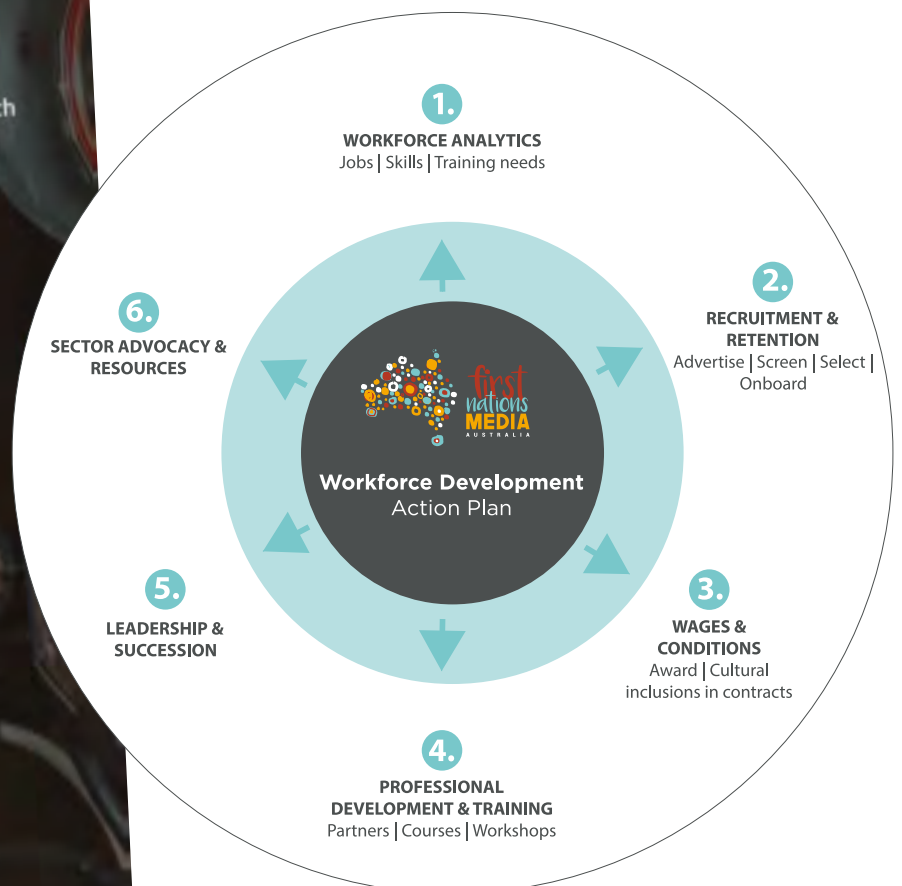 1.
WORKFORCE ANALYTICS
Jobs | Skills | Training needs
2.
RECRUITMENT &
RETENTION
Advertise | Screen | Select |
Onboard
3.
WAGES &
CONDITIONS
Award | Cultural
inclusions in contracts
4.
PROFESSIONAL
DEVELOPMENT & TRAINING
Partners | Courses | Workshops
5.
LEADERSHIP &
SUCCESSION
6.
SECTOR ADVOCACY &
RESOURCES
first
nations
MEDIA
AUSTRALIA
Workforce Development
Action Plan